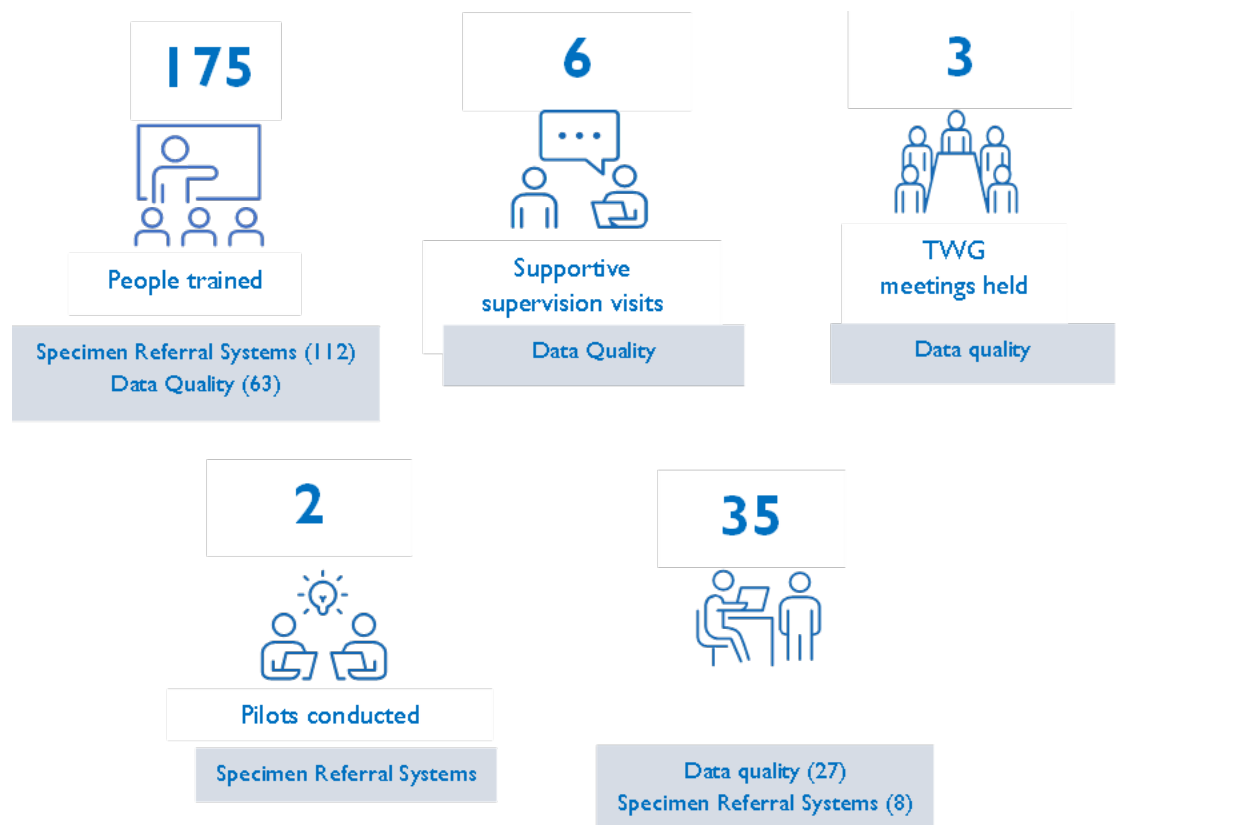 175
People trained
Specimen Referral Systems (112)
Data Quality (63)
6
Supportive
supervision visits
Data Quality
3
TWG
meetings held
Data quality
2
Pilots conducted
Specimen Referral Systems
35
Data quality (27)
Specimen Referral Systems (8)